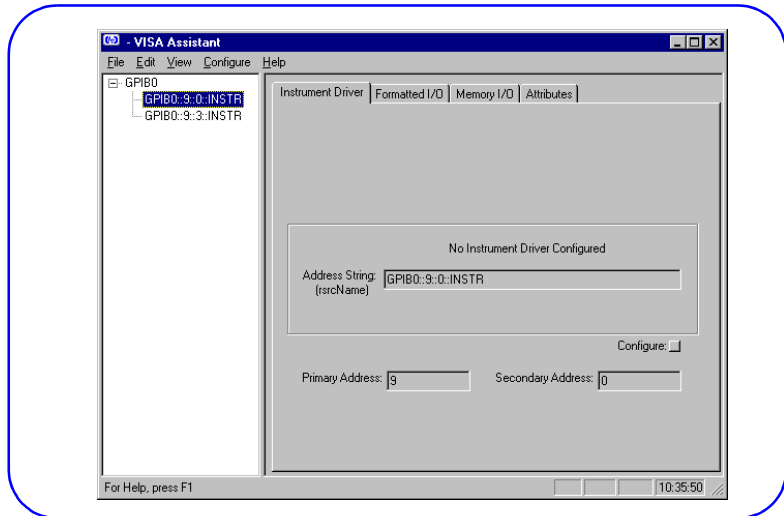 - VISA Assistant
File Edit View Configure Help
GPIB0
GPIB0::9::0::INSTR
GPIB0::9::3::INSTR
Instrument Driver Formatted I/O Memory I/O Attributes
No Instrument Driver Configured
Address String: GPIB0::9::0::INSTR
(rsrcName)
Configure:
Primary Address: 9 Secondary Address: 0
For Help, press F1 10:35:50